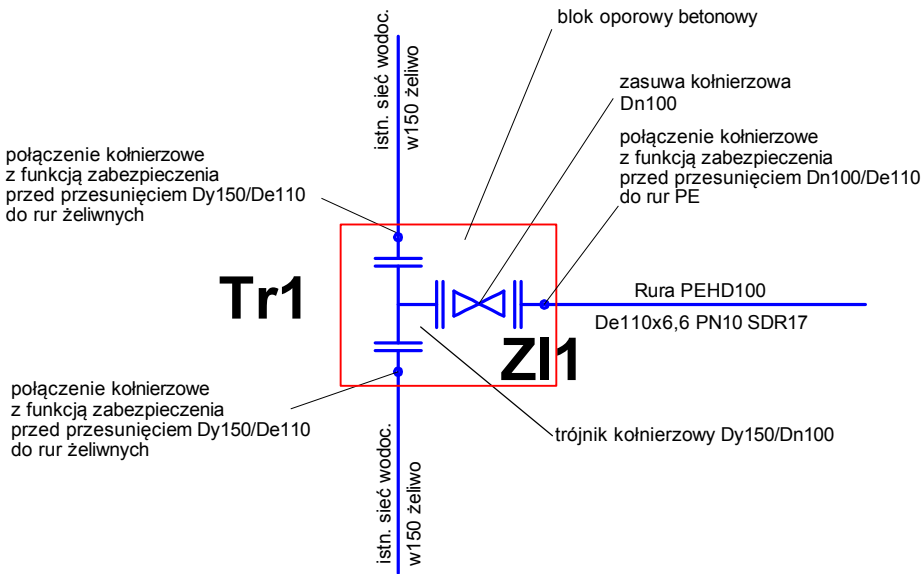 blok oporowy betonowy
istn. sieć wodoc.
w150 żeliwo
zasuwa kołnierzowa
Dn100
połączenie kołnierzowe
z funkcją zabezpieczenia
przed przesunięciem Dn100/De110
do rur PE
połączenie kołnierzowe
z funkcją zabezpieczenia
przed przesunięciem Dy150/De110
do rur żeliwnych
Tr1
Rura PEHD100
De110x6,6 PN10 SDR17
Zl1
połączenie kołnierzowe
z funkcją zabezpieczenia
przed przesunięciem Dy150/De110
do rur żeliwnych
trójnik kołnierzowy Dy150/Dn100
istn. sieć wodoc.
w150 żeliwo